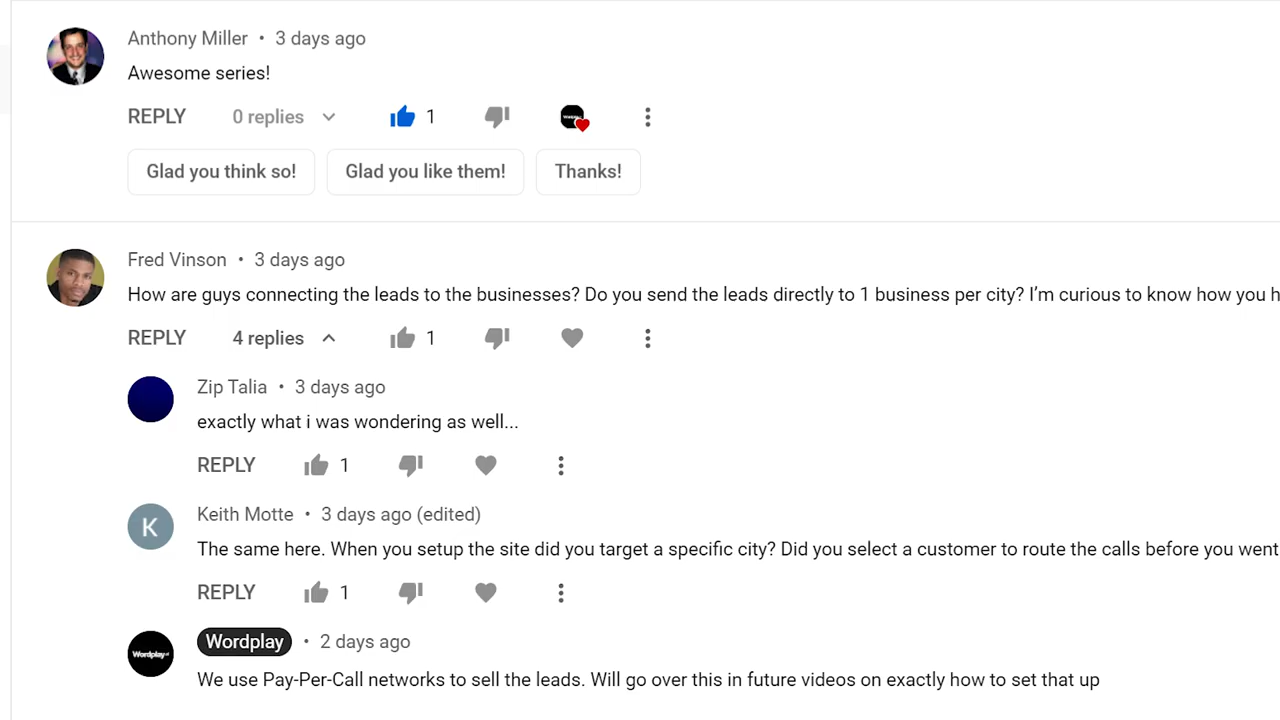 Anthony Miller • 3 days ago
Awesome series!
REPLY 0 replies 1
Glad you think so! Glad you like them! Thanks!
Fred Vinson • 3 days ago
How are guys connecting the leads to the businesses? Do you send the leads directly to 1 business per city? I'm curious to know how you h
REPLY 4 replies 1
Zip Talia • 3 days ago
exactly what i was wondering as well...
REPLY 1
K
Keith Motte • 3 days ago (edited)
The same here. When you setup the site did you target a specific city? Did you select a customer to route the calls before you went
REPLY 1
Wordplay • 2 days ago
Wordplay
We use Pay-Per-Call networks to sell the leads. Will go over this in future videos on exactly how to set that up